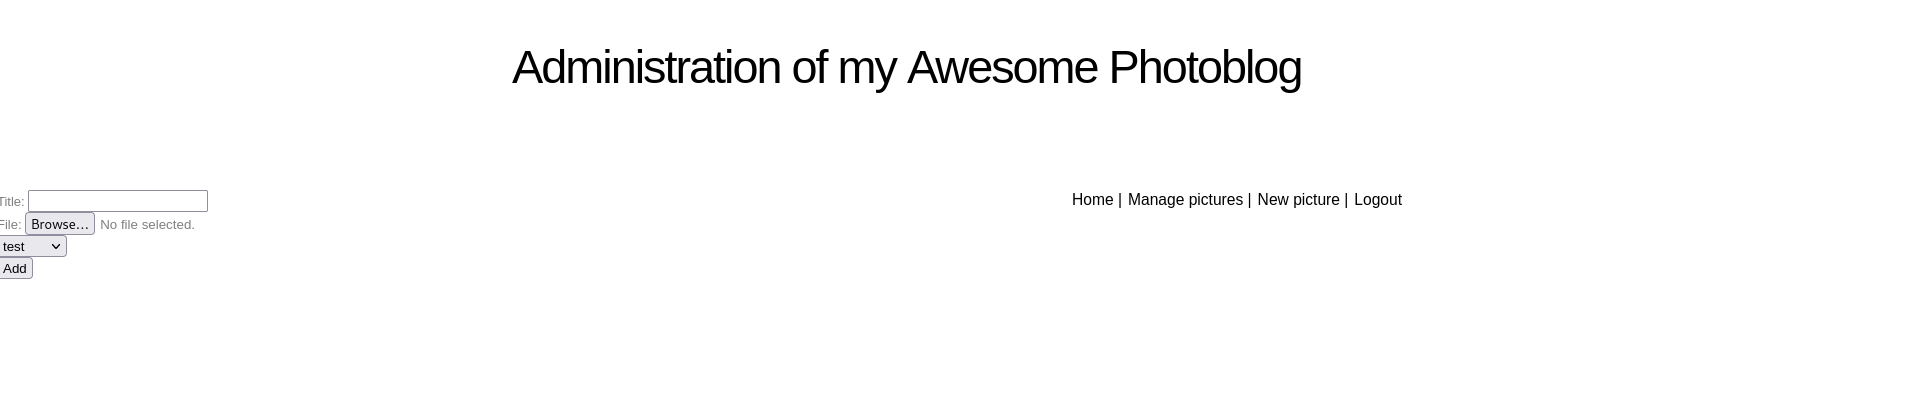 Administration of my Awesome Photoblog
Home | Manage pictures | New picture | Logout
Title:
File: Browse... No file selected.
test
Add